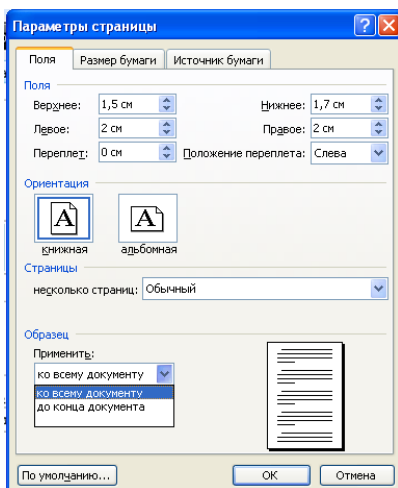 Параметры страницы
Поля Размер бумаги Источник бумаги
Поля
Верхнее: 1,5 см Нижнее: 1,7 см
Левое: 2 см Правое: 2 см
Переплет: 0 см Положение переплета: Слева
Ориентация
A A
книжная альбомная
Страницы
несколько страниц: Обычный
Образец
Применить:
ко всему документу
ко всему документу
до конца документа
По умолчанию... ОК Отмена